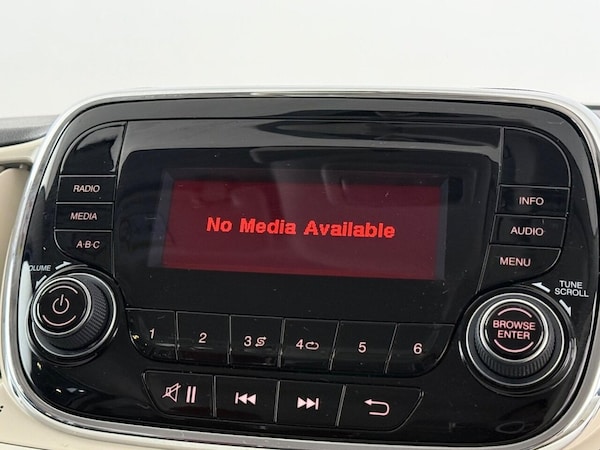 No Media Available
RADIO
MEDIA
A·B·C
INFO
AUDIO
MENU
VOLUME
TUNE
SCROLL
BROWSE
ENTER
1 2 3 4 5 6